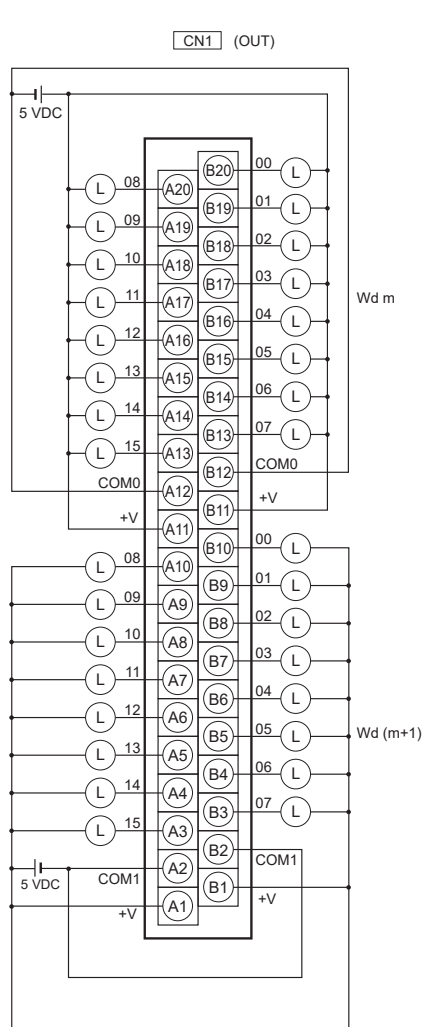 CN1 (OUT)
5 VDC
B20 00 L
L 08 A20
B19 01 L
L 09 A19
B18 02 L
L 10 A18
B17 03 L
L 11 A17
Wd m
B16 04 L
L 12 A16
B15 05 L
L 13 A15
B14 06 L
L 14 A14
B13 07 L
L 15 A13
B12 COM0
COM0 A12
B11 +V
+V A11
B10 00 L
L 08 A10
B9 01 L
L 09 A9
B8 02 L
L 10 A8
B7 03 L
L 11 A7
B6 04 L
L 12 A6
B5 05 L
Wd (m+1)
L 13 A5
B4 06 L
L 14 A4
B3 07 L
L 15 A3
B2 COM1
5 VDC COM1 A2
B1 +V
+V A1